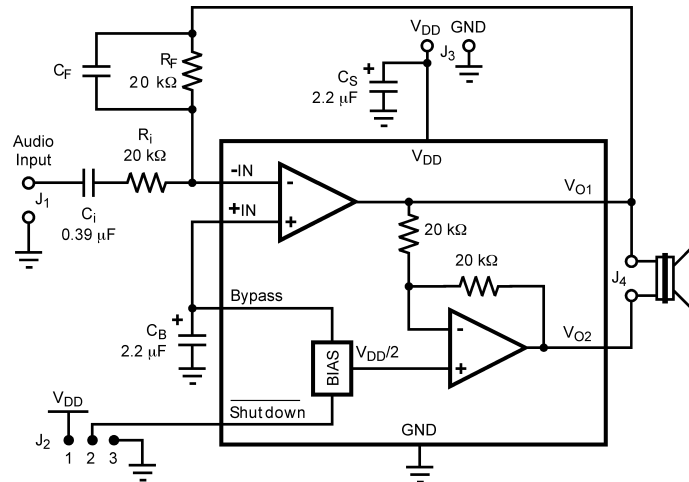 V_DD GND
J_3
C_F
R_F
20 kΩ
C_S
2.2 μF
Audio
Input
R_i
20 kΩ
V_DD
-IN
V_O1
J_1
C_i
0.39 μF
+IN
20 kΩ
20 kΩ
J_4
Bypass
C_B
2.2 μF
BIAS
V_DD/2
V_O2
V_DD
Shutdown
GND
J_2
1 2 3